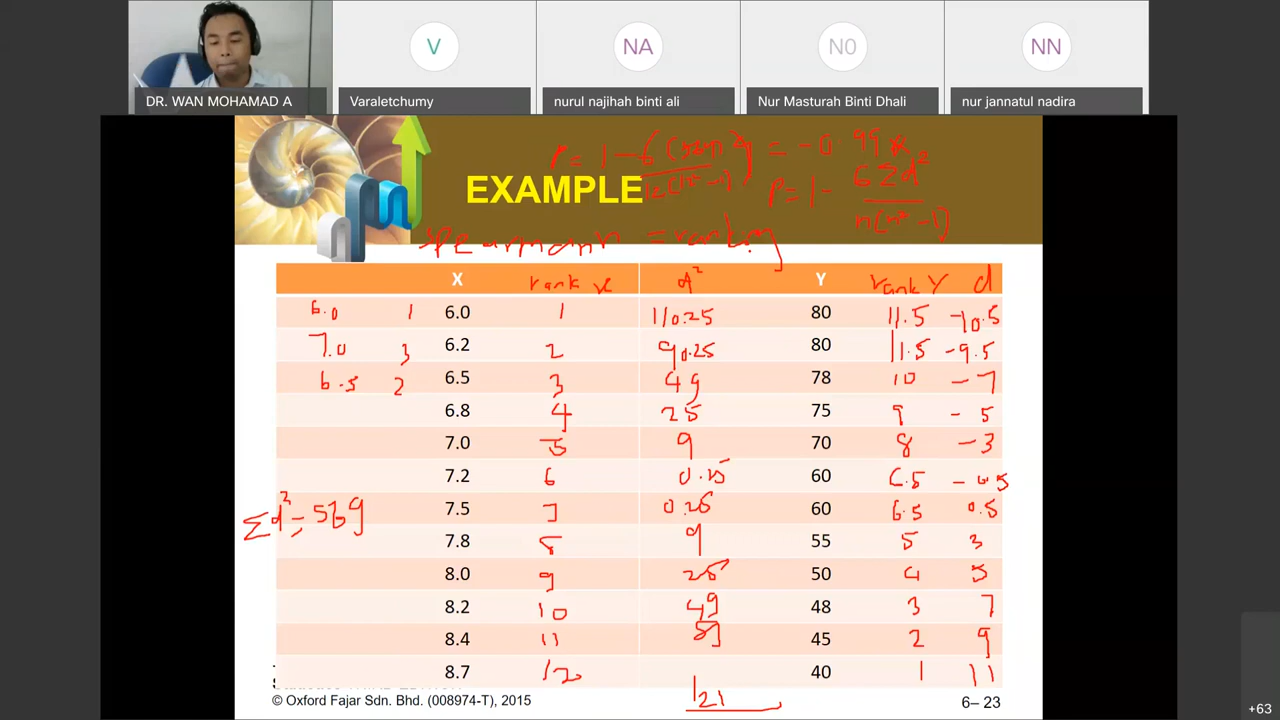 V NA N0 NN
DR. WAN MOHAMAD A Varaletchumy nurul najihah binti ali Nur Masturah Binti Dhali nur jannatul nadira
= -0.99
EXAMPLE
= ranking
X rank x d² Y rank Y d
6.0 1 6.0 1 110.25 80 11.5 -10.5
7.0 3 6.2 2 90.25 80 11.5 -9.5
6.5 2 6.5 3 49 78 10 -7
6.8 4 25 75 9 -5
7.0 5 9 70 8 -3
7.2 6 0.25 60 6.5 -0.5
Σd² = 569 7.5 7 0.25 60 6.5 0.5
7.8 8 9 55 5 3
8.0 9 25 50 4 5
8.2 10 49 48 3 7
8.4 11 45 2 9
8.7 12 121 40 1 11
© Oxford Fajar Sdn. Bhd. (008974-T), 2015 6– 23
+63